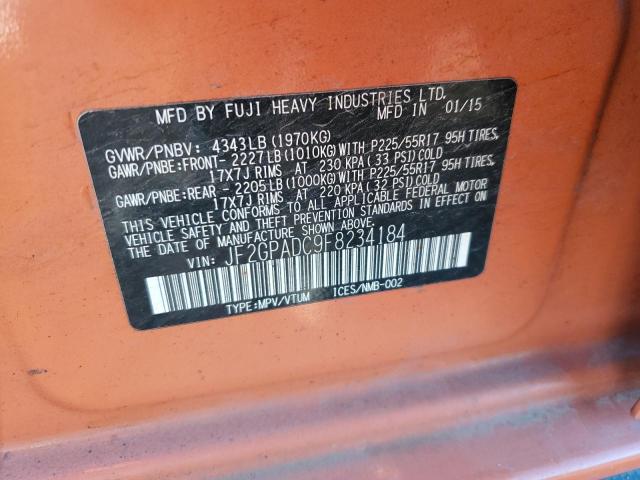 MFD BY FUJI HEAVY INDUSTRIES LTD.
MFD IN 01/15
GVWR/PNBV: 4343LB (1970KG)
GAWR/PNBE:FRONT- 2227LB(1010KG)WITH P225/55R17 95H TIRES,
17X7J RIMS AT 230 KPA (33 PSI)COLD
GAWR/PNBE:REAR - 2205LB(1000KG)WITH P225/55R17 95H TIRES,
17X7J RIMS AT 220 KPA (32 PSI)COLD
THIS VEHICLE CONFORMS TO ALL APPLICABLE FEDERAL MOTOR
VEHICLE SAFETY AND THEFT PREVENTION STANDARDS IN EFFECT ON
THE DATE OF MANUFACTURE SHOWN ABOVE.
VIN: JF2GPADC9F8234184
TYPE:MPV/VTUM ICES/NMB-002